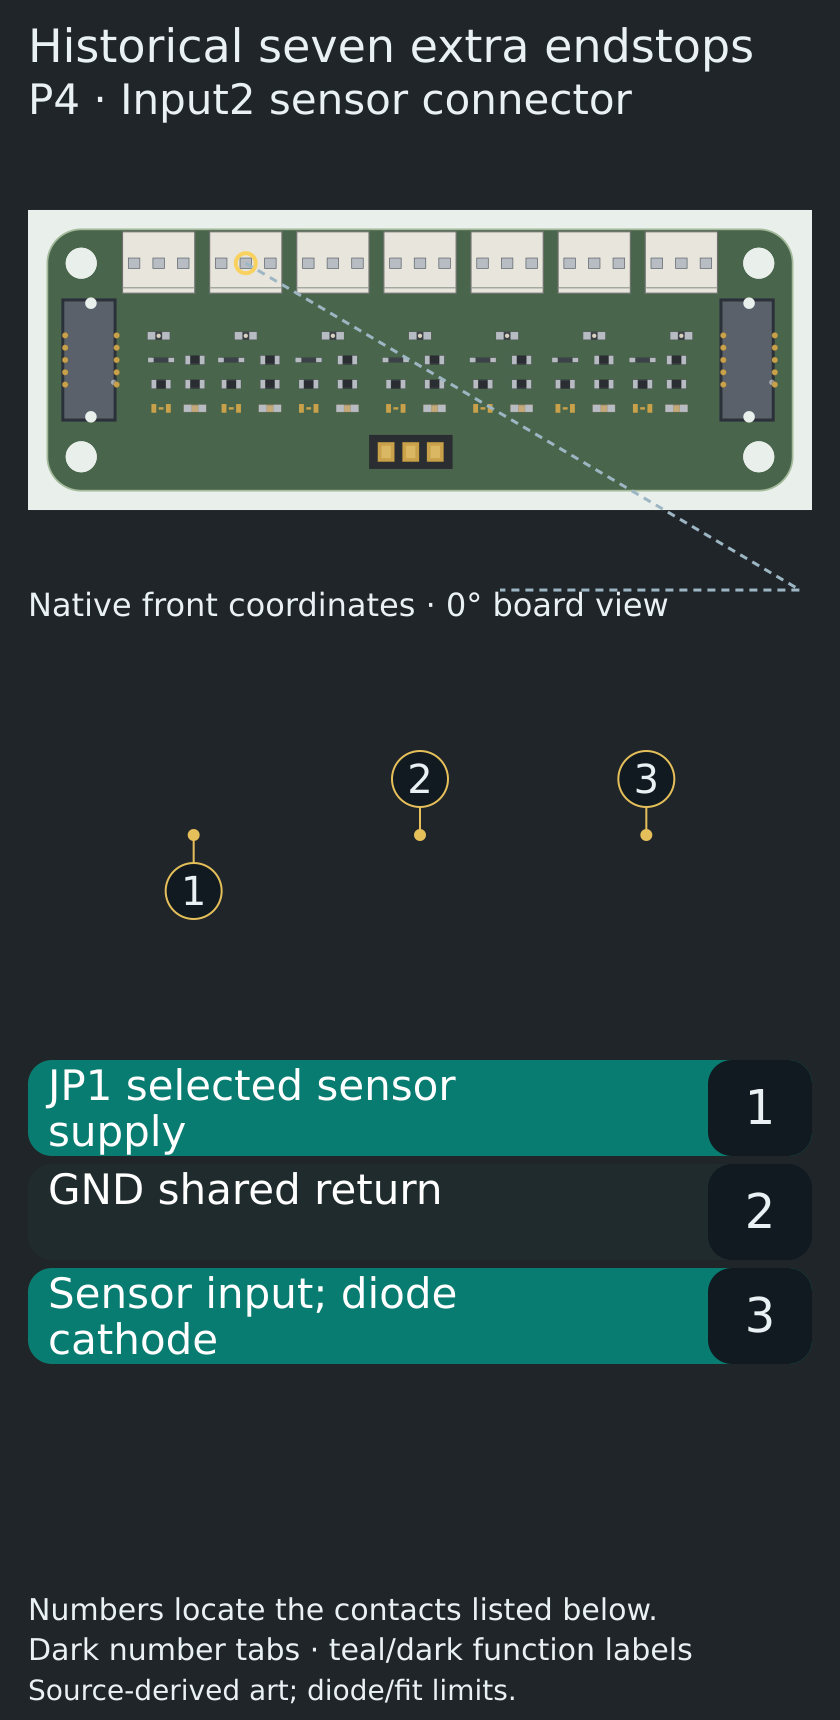 Historical seven extra endstops
P4 · Input2 sensor connector
Native front coordinates · 0° board view
2
3
1
JP1 selected sensor
supply
1
GND shared return
2
Sensor input; diode
cathode
3
Numbers locate the contacts listed below.
Dark number tabs · teal/dark function labels
Source-derived art; diode/fit limits.